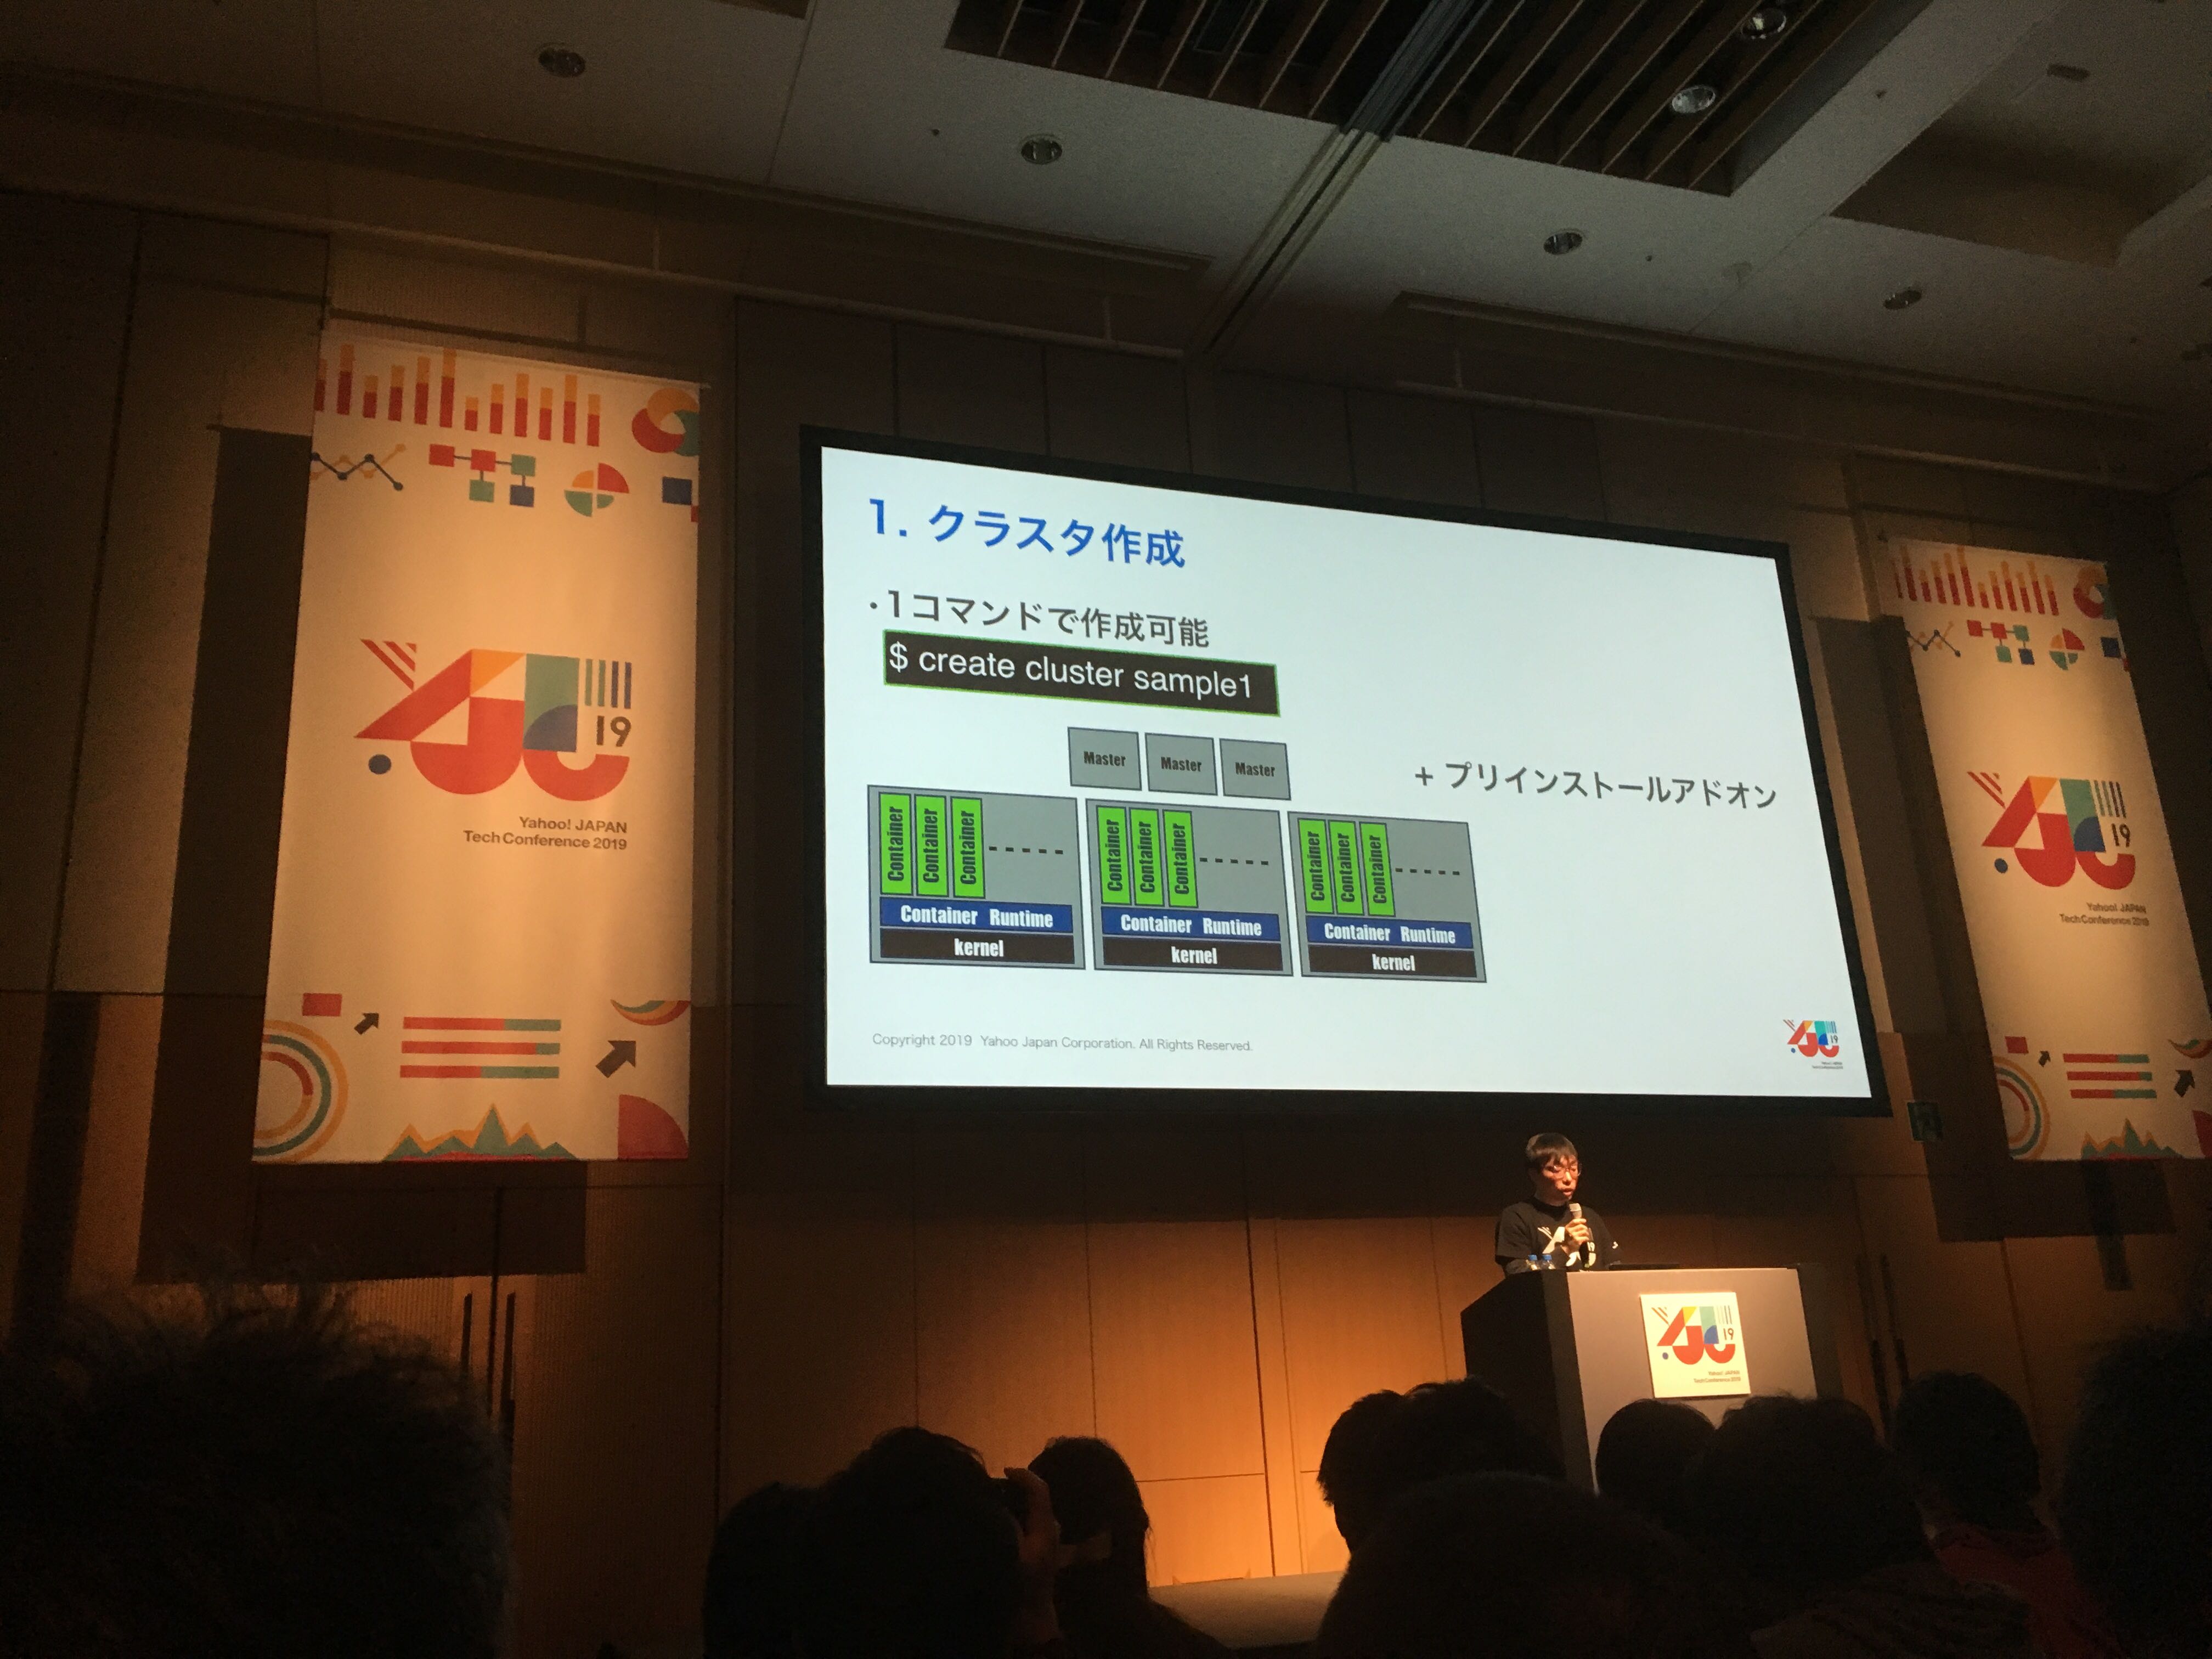 1. クラスタ作成
・1コマンドで作成可能
$ create cluster sample1
Master Master Master
+ プリインストールアドオン
Container Container Container -----
Container Container Container -----
Container Container Container -----
Container Runtime
Container Runtime
Container Runtime
kernel
kernel
kernel
Copyright 2019 Yahoo Japan Corporation. All Rights Reserved.
19
19
Yahoo! JAPAN
Tech Conference 2019
19
Yahoo! JAPAN
Tech Conference 2019
19
Yahoo! JAPAN
Tech Conference 2019